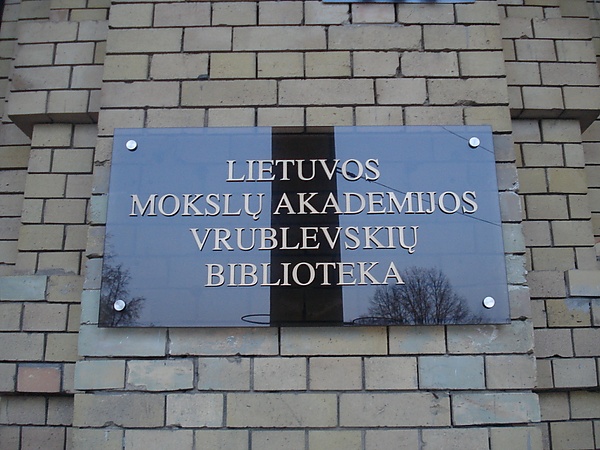 LIETUVOS
MOKSLŲ AKADEMIJOS
VRUBLEVSKIŲ
BIBLIOTEKA